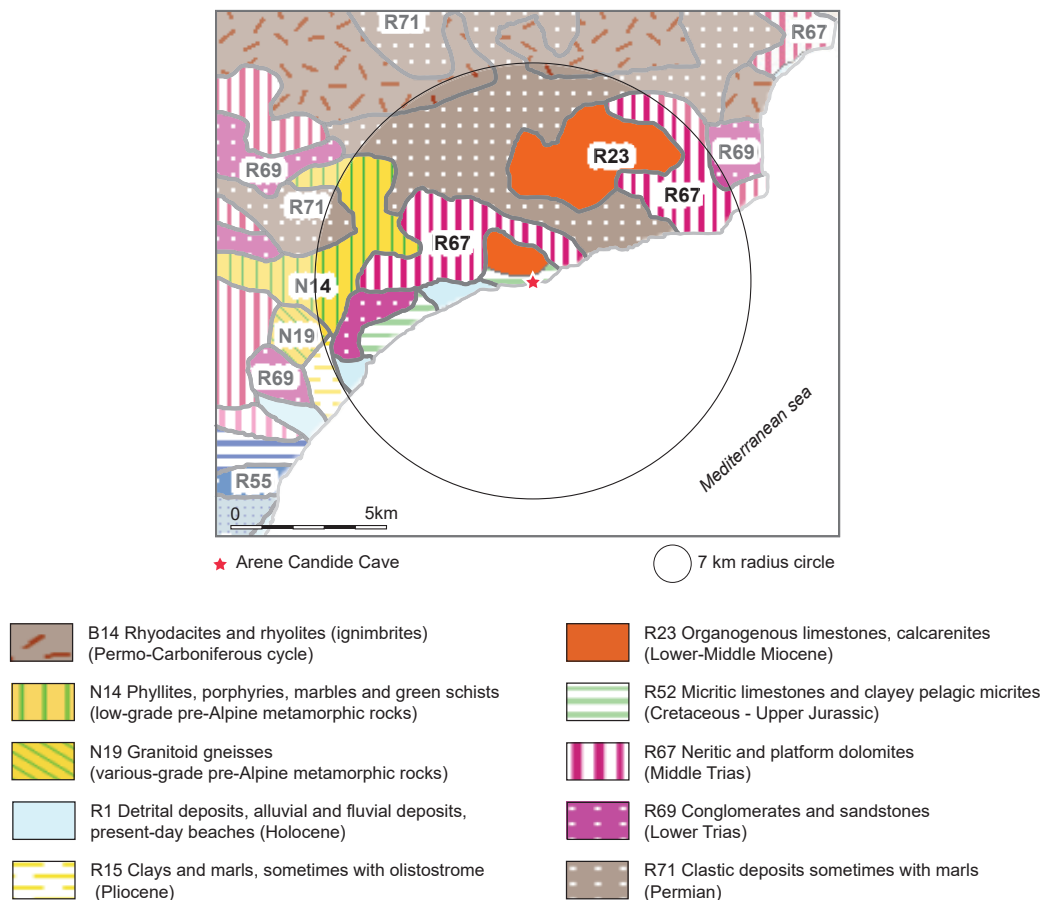 R71
R67
R23
R69
R69
R67
R71
R67
N14
N19
R69
Mediterranean sea
R55
0 5km
Arene Candide Cave
7 km radius circle
B14 Rhyodacites and rhyolites (ignimbrites)
(Permo-Carboniferous cycle)
N14 Phyllites, porphyries, marbles and green schists
(low-grade pre-Alpine metamorphic rocks)
N19 Granitoid gneisses
(various-grade pre-Alpine metamorphic rocks)
R1 Detrital deposits, alluvial and fluvial deposits,
present-day beaches (Holocene)
R15 Clays and marls, sometimes with olistostrome
(Pliocene)
R23 Organogenous limestones, calcarenites
(Lower-Middle Miocene)
R52 Micritic limestones and clayey pelagic micrites
(Cretaceous - Upper Jurassic)
R67 Neritic and platform dolomites
(Middle Trias)
R69 Conglomerates and sandstones
(Lower Trias)
R71 Clastic deposits sometimes with marls
(Permian)